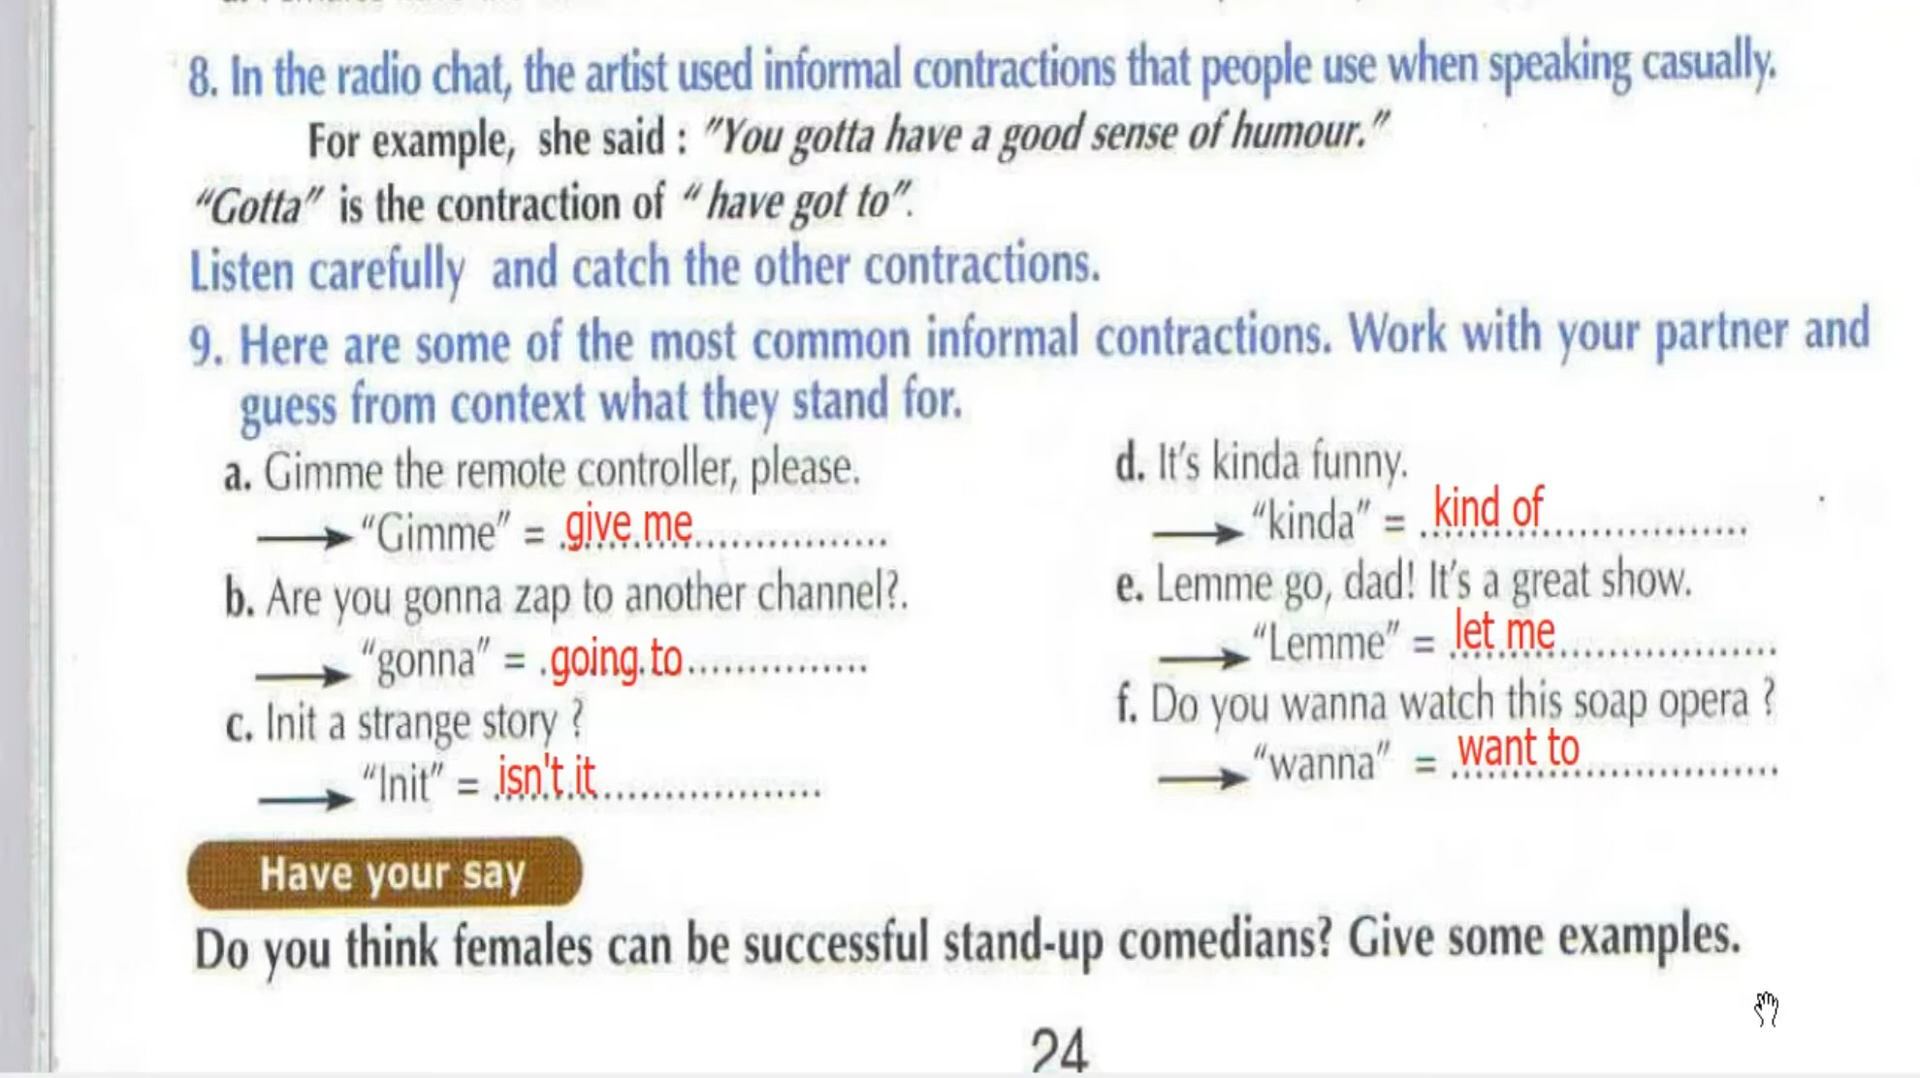 8. In the radio chat, the artist used informal contractions that people use when speaking casually.
For example, she said : "You gotta have a good sense of humour."
"Gotta" is the contraction of " have got to".
Listen carefully and catch the other contractions.
9. Here are some of the most common informal contractions. Work with your partner and
guess from context what they stand for.
a. Gimme the remote controller, please.
"Gimme" = give me
b. Are you gonna zap to another channel?.
"gonna" = going to
c. Init a strange story ?
"Init" = isn't it
d. It's kinda funny.
"kinda" = kind of
e. Lemme go, dad! It's a great show.
"Lemme" = let me
f. Do you wanna watch this soap opera ?
"wanna" = want to
Have your say
Do you think females can be successful stand-up comedians? Give some examples.
24